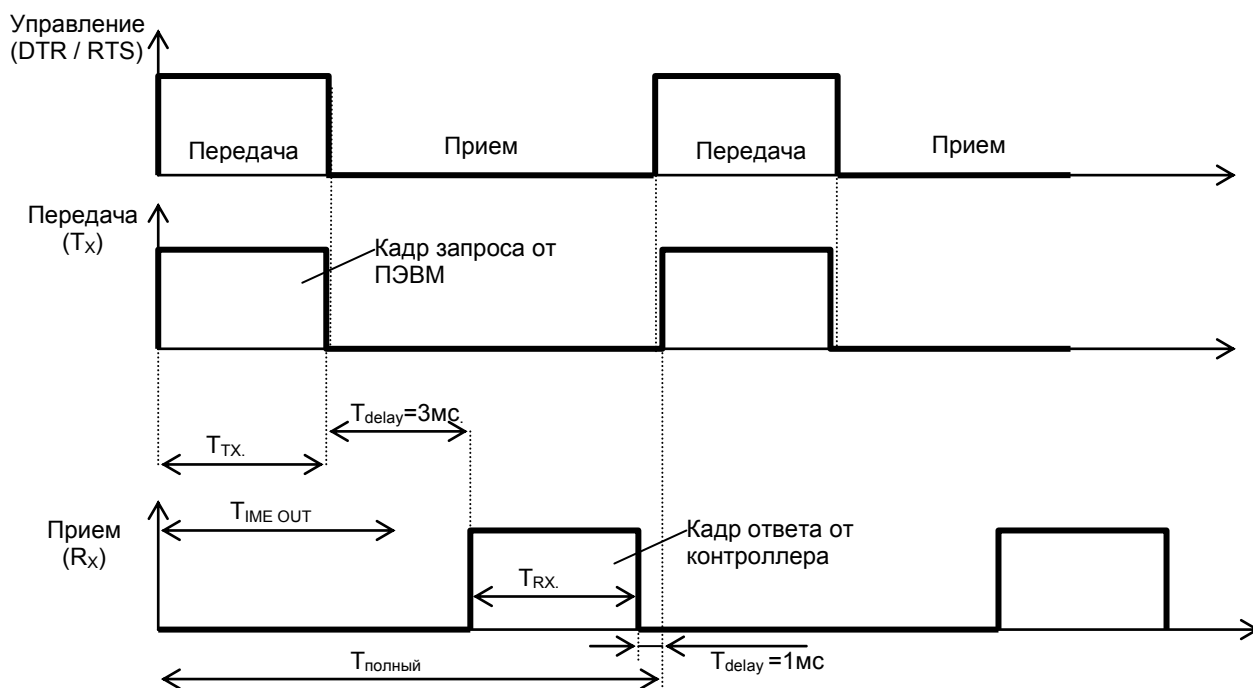 Управление
(DTR / RTS)
Передача
Прием
Передача
Прием
Передача
(TX)
Кадр запроса от
ПЭВМ
Tdelay=3мс.
TTX.
TIME OUT
Прием
(RX)
Кадр ответа от
контроллера
TRX.
Tполный
Tdelay =1мс